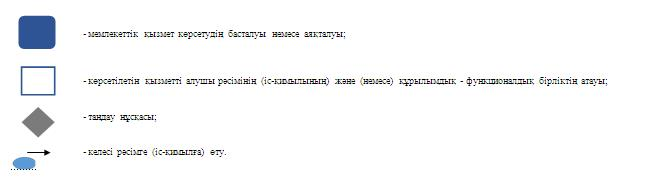 - мемлекеттік қызмет көрсетудің басталуы немесе аяқталуы;
- көрсетілетін қызметті алушы рәсімінің (іс-қимылының) және (немесе) құрылымдық - функционалдық бірліктің атауы;
- таңдау нұсқасы;
- келесі рәсімге (іс-қимылға) өту.